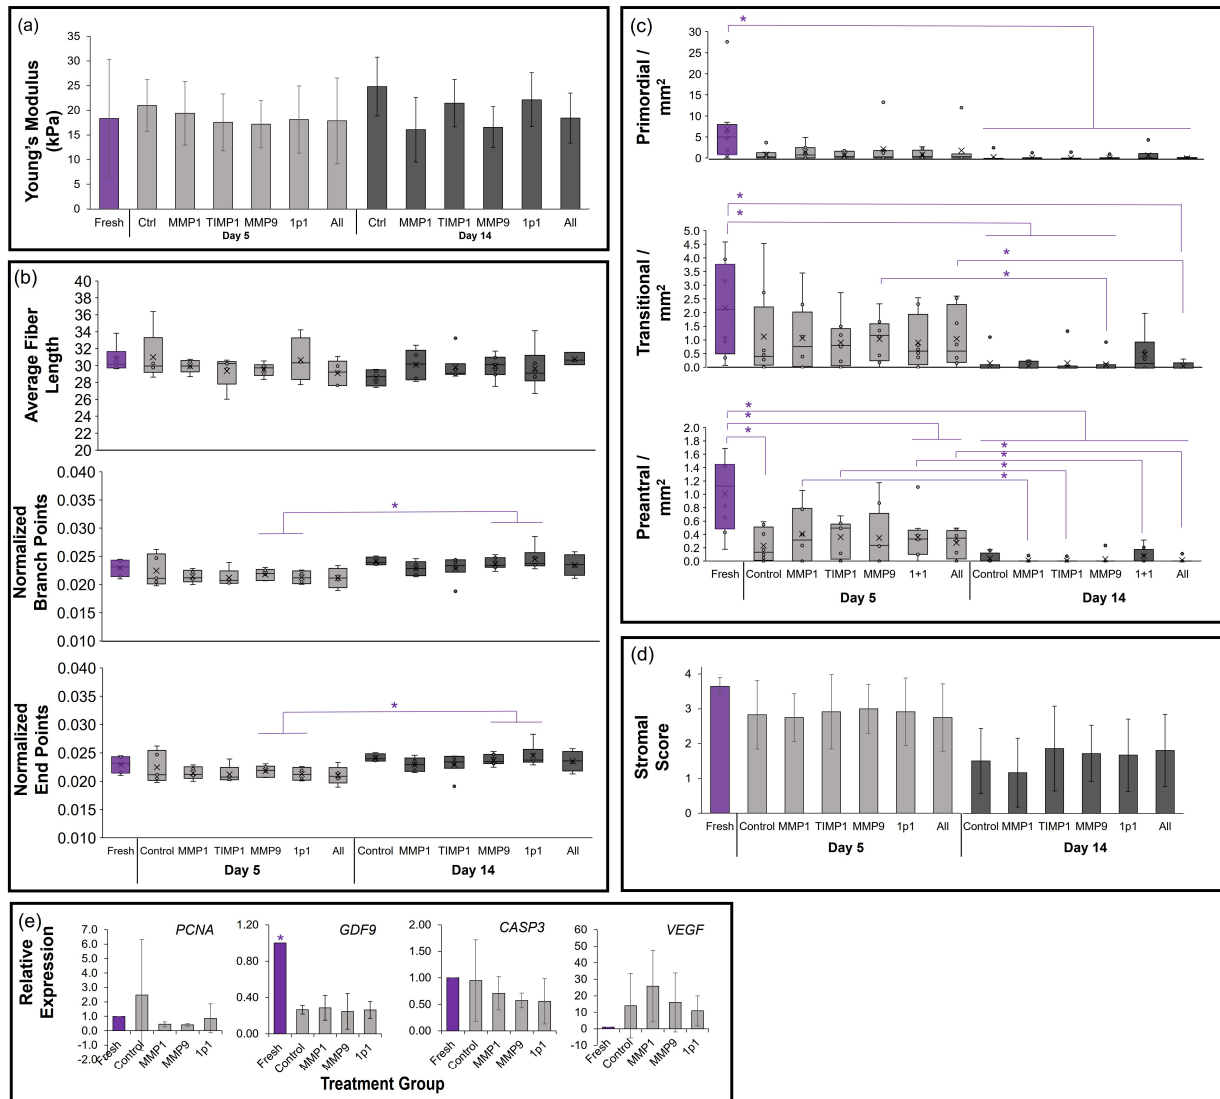 (a)
Young's Modulus
(kPa)
40
35
30
25
20
15
10
5
0
Fresh Ctrl MMP1 TIMP1 MMP9 1p1 All Ctrl MMP1 TIMP1 MMP9 1p1 All
Day 5 Day 14
(b)
Average Fiber
Length
40
38
36
34
32
30
28
26
24
22
20
Normalized
Branch Points
0.040
0.035
0.030
0.025
0.020
0.015
0.010
*
Normalized
End Points
0.040
0.035
0.030
0.025
0.020
0.015
0.010
*
Fresh Control MMP1 TIMP1 MMP9 1p1 All Control MMP1 TIMP1 MMP9 1p1 All
Day 5 Day 14
(c)
Primordial /
mm²
30
25
20
15
10
5
0
*
Transitional /
mm²
5.0
4.5
4.0
3.5
3.0
2.5
2.0
1.5
1.0
0.5
0.0
*
*
*
*
Preantral /
mm²
2.0
1.8
1.6
1.4
1.2
1.0
0.8
0.6
0.4
0.2
0.0
*
*
*
*
*
*
*
Fresh Control MMP1 TIMP1 MMP9 1+1 All Control MMP1 TIMP1 MMP9 1+1 All
Day 5 Day 14
(d)
Stromal
Score
4
3
2
1
0
Fresh Control MMP1 TIMP1 MMP9 1p1 All Control MMP1 TIMP1 MMP9 1p1 All
Day 5 Day 14
(e)
Relative
Expression
PCNA
7.0
6.0
5.0
4.0
3.0
2.0
1.0
0.0
-1.0
-2.0
Fresh Control MMP1 MMP9 1p1
GDF9
1.20
0.80
0.40
0.00
*
Fresh Control MMP1 MMP9 1p1
CASP3
2.00
1.50
1.00
0.50
0.00
Fresh Control MMP1 MMP9 1p1
VEGF
60
50
40
30
20
10
0
-10
Fresh Control MMP1 MMP9 1p1
Treatment Group